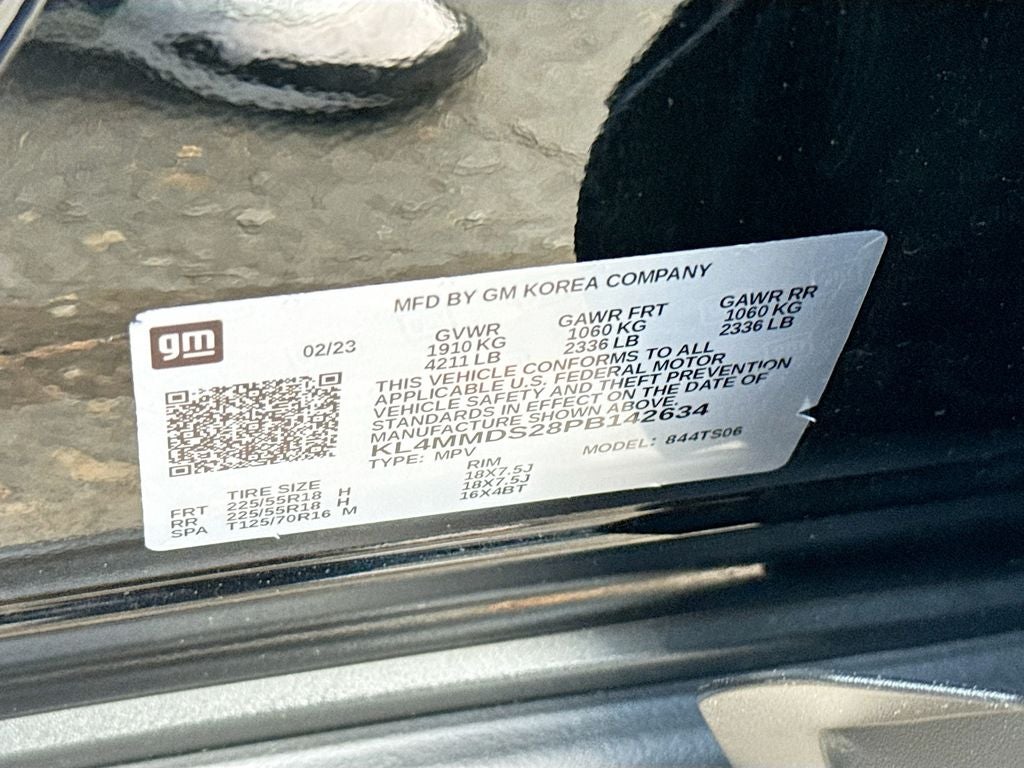 MFD BY GM KOREA COMPANY
gm
02/23
GVWR GAWR FRT GAWR RR
1910 KG 1060 KG 1060 KG
4211 LB 2336 LB 2336 LB
THIS VEHICLE CONFORMS TO ALL
APPLICABLE U.S. FEDERAL MOTOR
VEHICLE SAFETY AND THEFT PREVENTION
STANDARDS IN EFFECT ON THE DATE OF
MANUFACTURE SHOWN ABOVE.
KL4MMDS28PB142634
TYPE: MPV MODEL: 844TS06
TIRE SIZE RIM
FRT 225/55R18 H 18X7.5J
RR 225/55R18 H 18X7.5J
SPA T125/70R16 M 16X4BT